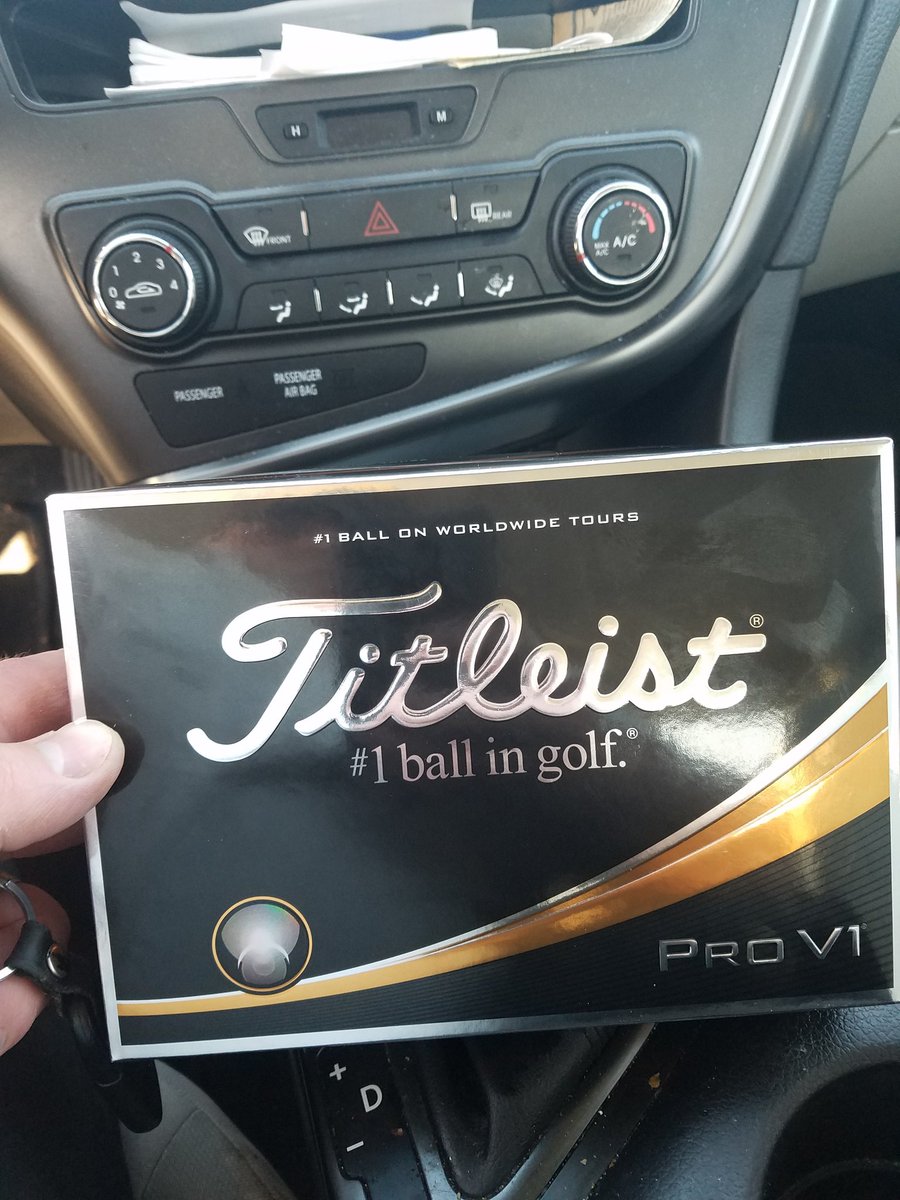 H
M
FRONT
REAR
0 1 2 3 4
MAX A/C
A/C
PASSENGER
PASSENGER
AIR BAG
#1 BALL ON WORLDWIDE TOURS
Titleist®
#1 ball in golf.®
PRO V1®
+
D
−